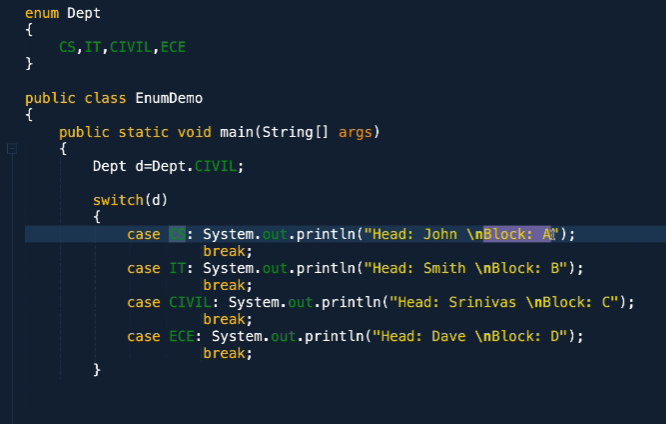 enum Dept
{
CS,IT,CIVIL,ECE
}
public class EnumDemo
{
public static void main(String[] args)
{
Dept d=Dept.CIVIL;
switch(d)
{
case CS: System.out.println("Head: John \nBlock: A");
break;
case IT: System.out.println("Head: Smith \nBlock: B");
break;
case CIVIL: System.out.println("Head: Srinivas \nBlock: C");
break;
case ECE: System.out.println("Head: Dave \nBlock: D");
break;
}